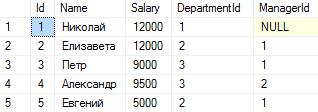 Id Name Salary DepartmentId ManagerId
1 1 Николай 12000 1 NULL
2 2 Елизавета 12000 2 1
3 3 Петр 9000 3 1
4 4 Александр 9500 3 2
5 5 Евгений 5000 2 1